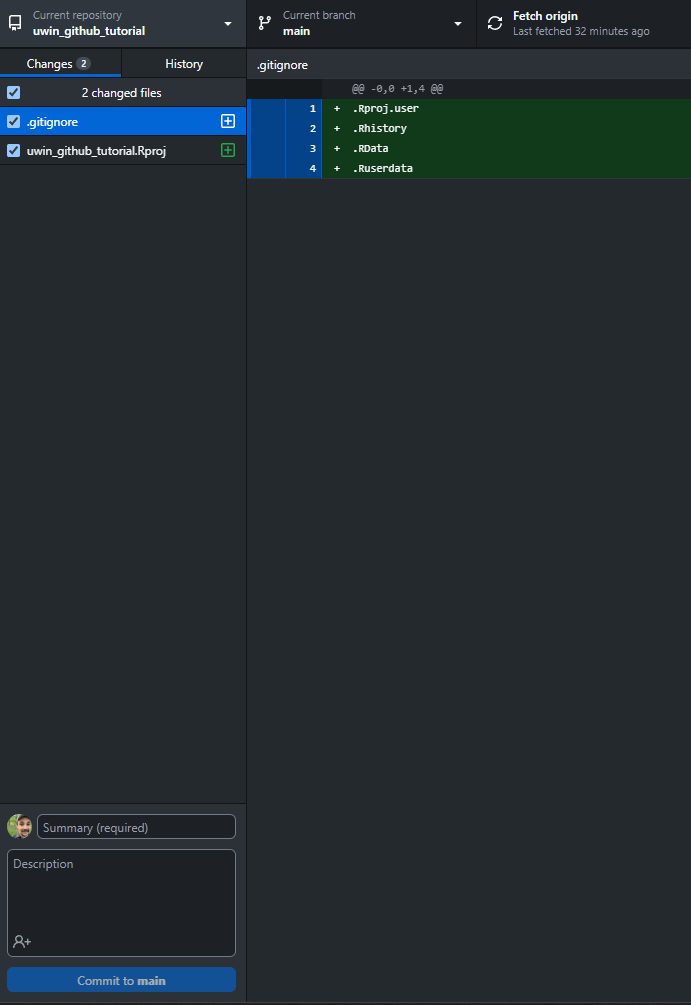 Current repository
uwin_github_tutorial
Current branch
main
Fetch origin
Last fetched 32 minutes ago
Changes 2
History
2 changed files
.gitignore
uwin_github_tutorial.Rproj
.gitignore
@@ -0,0 +1,4 @@
1 + .Rproj.user
2 + .Rhistory
3 + .RData
4 + .Ruserdata
Summary (required)
Description
Commit to main